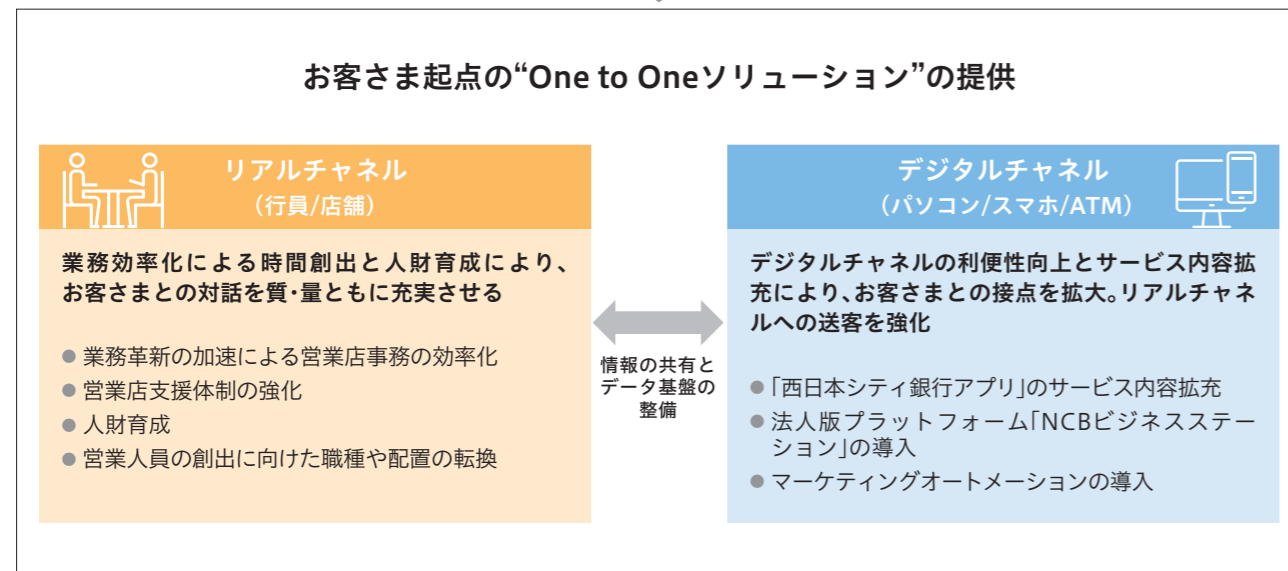 お客さま起点の“One to Oneソリューション”の提供
リアルチャネル
（行員/店舗）
業務効率化による時間創出と人財育成により、
お客さまとの対話を質・量ともに充実させる
● 業務革新の加速による営業店事務の効率化
● 営業店支援体制の強化
● 人財育成
● 営業人員の創出に向けた職種や配置の転換
情報の共有と
データ基盤の
整備
デジタルチャネル
（パソコン/スマホ/ATM）
デジタルチャネルの利便性向上とサービス内容拡
充により、お客さまとの接点を拡大。リアルチャネ
ルへの送客を強化
● 「西日本シティ銀行アプリ」のサービス内容拡充
● 法人版プラットフォーム「NCBビジネスステー
ション」の導入
● マーケティングオートメーションの導入